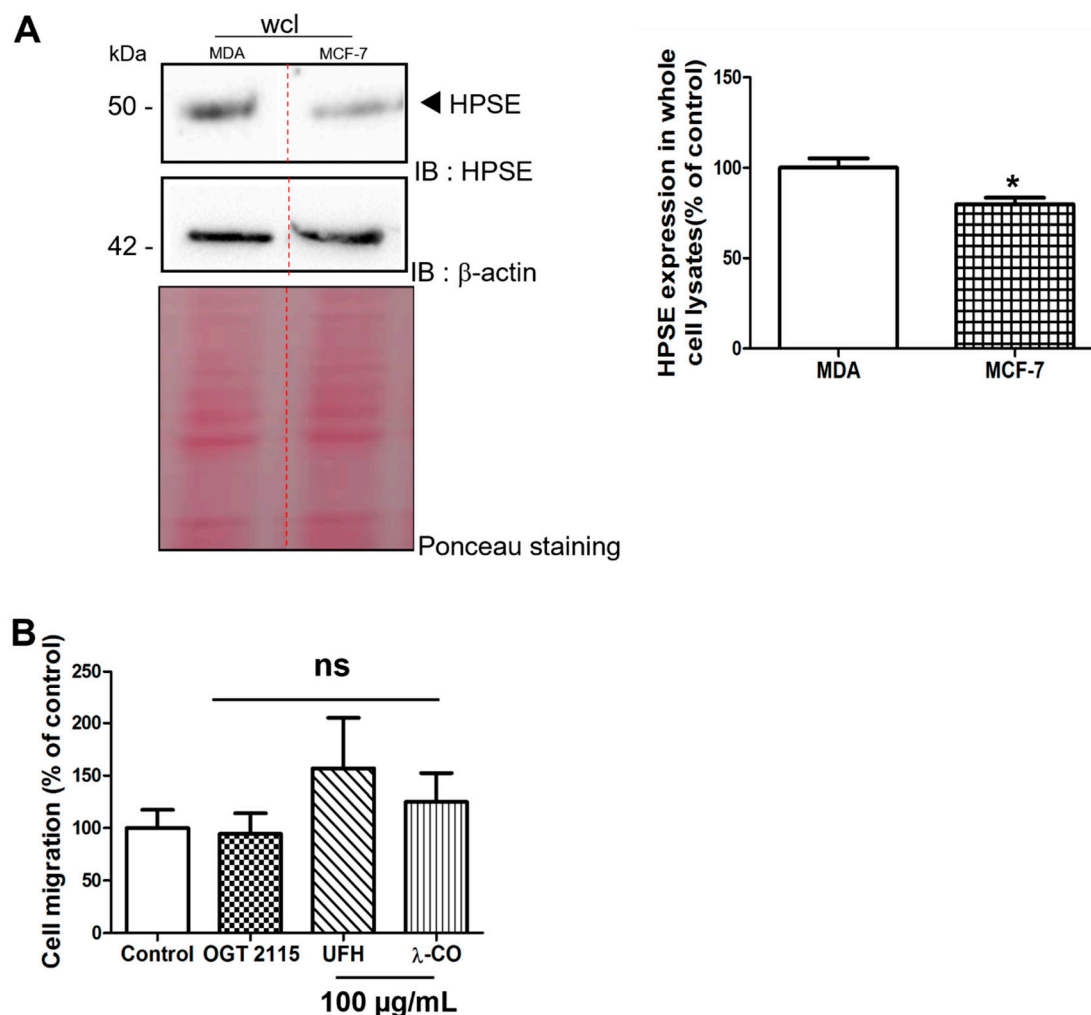 A
wcl
kDa
MDA
MCF-7
50 -
HPSE
IB : HPSE
42 -
IB : β-actin
Ponceau staining
HPSE expression in whole
cell lysates(% of control)
150
100
50
0
MDA
MCF-7
*
B
Cell migration (% of control)
250
200
150
100
50
0
ns
Control
OGT 2115
UFH
λ-CO
100 µg/mL